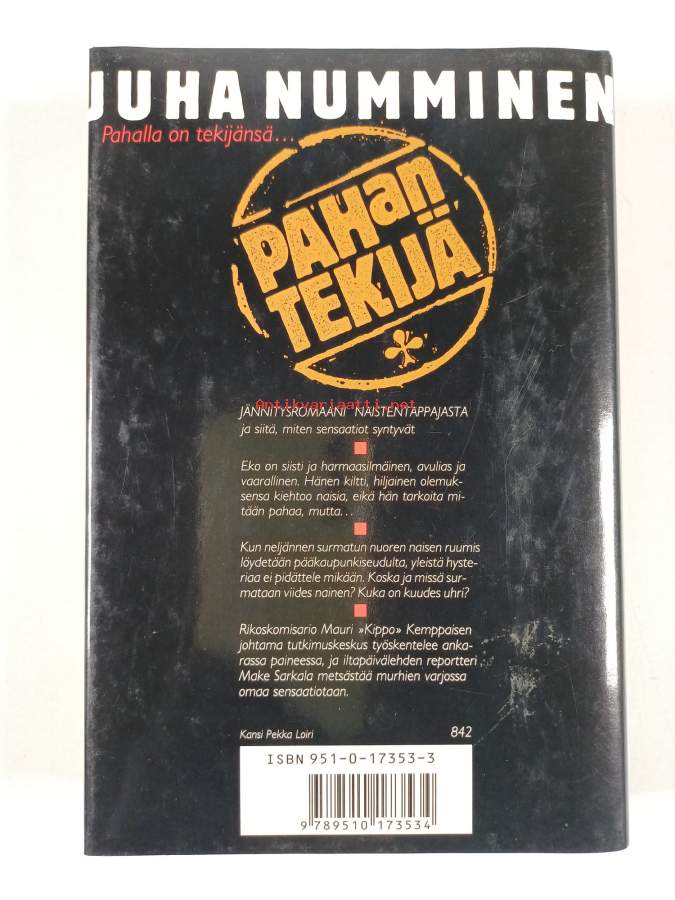 JUHA NUMMINEN
Pahalla on tekijänsä...
PAHan
TEKIJÄ
Antikvariaatti.net
JÄNNITYSROMAANI NAISTENTAPPAJASTA
ja siitä, miten sensaatiot syntyvät
Eko on siisti ja harmaasilmäinen, avulias ja
vaarallinen. Hänen kiltti, hiljainen olemuk-
sensa kiehtoo naisia, eikä hän tarkoita mi-
tään pahaa, mutta...
Kun neljännen surmatun nuoren naisen ruumis
löydetään pääkaupunkiseudulta, yleistä hyste-
riaa ei pidättele mikään. Koska ja missä sur-
mataan viides nainen? Kuka on kuudes uhri?
Rikoskomisario Mauri »Kippo» Kemppaisen
johtama tutkimuskeskus työskentelee anka-
rassa paineessa, ja iltapäivälehden reportteri
Make Sarkala metsästää murhien varjossa
omaa sensaatiotaan.
Kansi Pekka Loiri 842
ISBN 951-0-17353-3
9 789510 173534